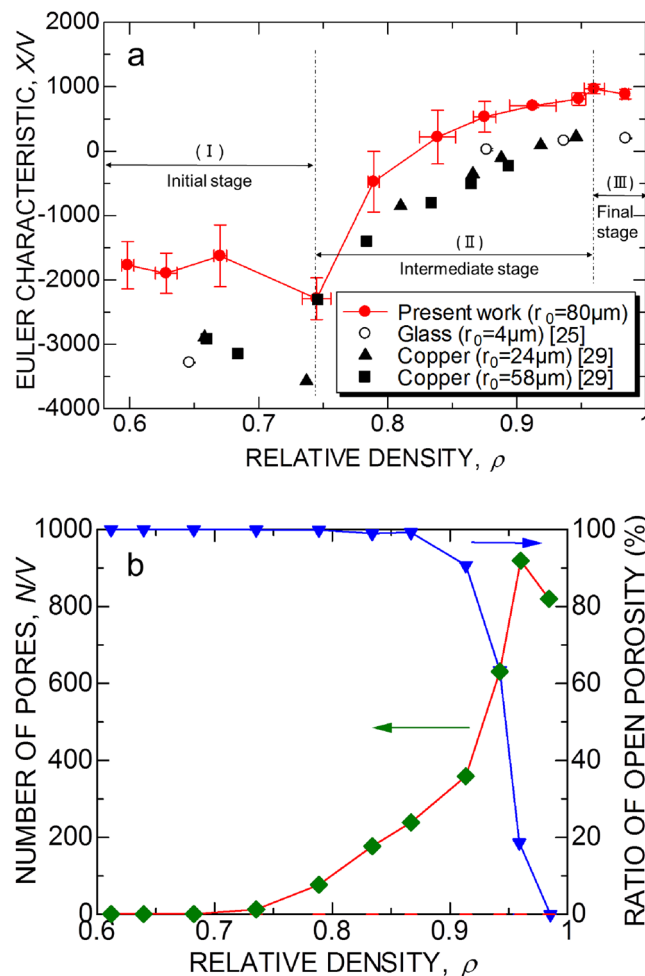 a
EULER CHARACTERISTIC, X/V
2000
1000
0
-1000
-2000
-3000
-4000
(Ⅰ)
Initial stage
(Ⅱ)
Intermediate stage
(Ⅲ)
Final
stage
Present work (r0=80μm)
Glass (r0=4μm) [25]
Copper (r0=24μm) [29]
Copper (r0=58μm) [29]
0.6 0.7 0.8 0.9 1
RELATIVE DENSITY, ρ
b
NUMBER OF PORES, N/V
1000
800
600
400
200
0
100
80
60
40
20
0
RATIO OF OPEN POROSITY (%)
0.6 0.7 0.8 0.9 1
RELATIVE DENSITY, ρ